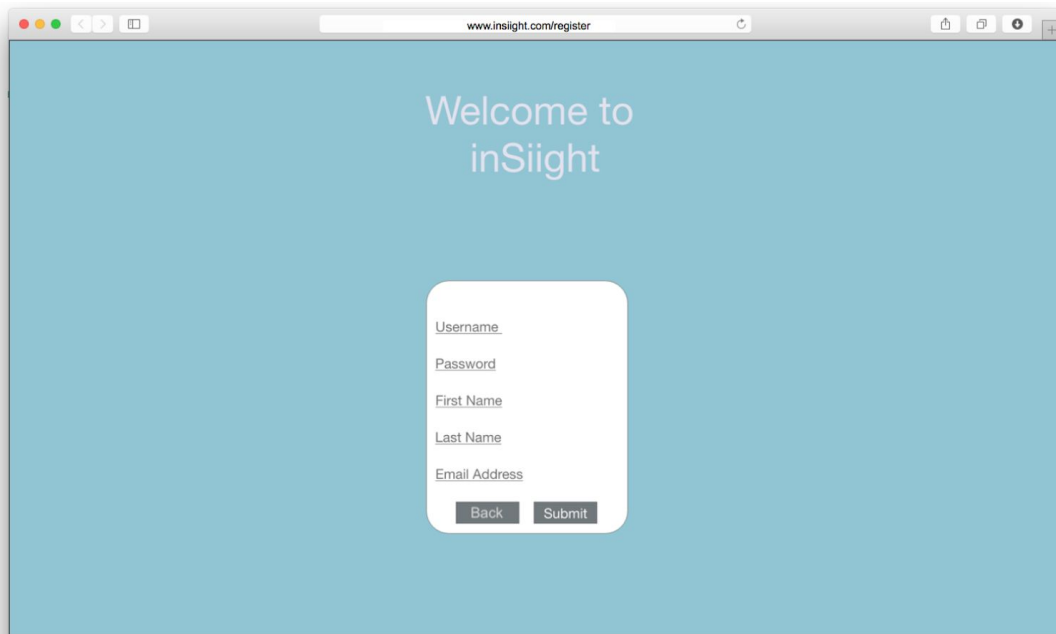 www.insiight.com/register
Welcome to
inSiight
Username
Password
First Name
Last Name
Email Address
Back Submit